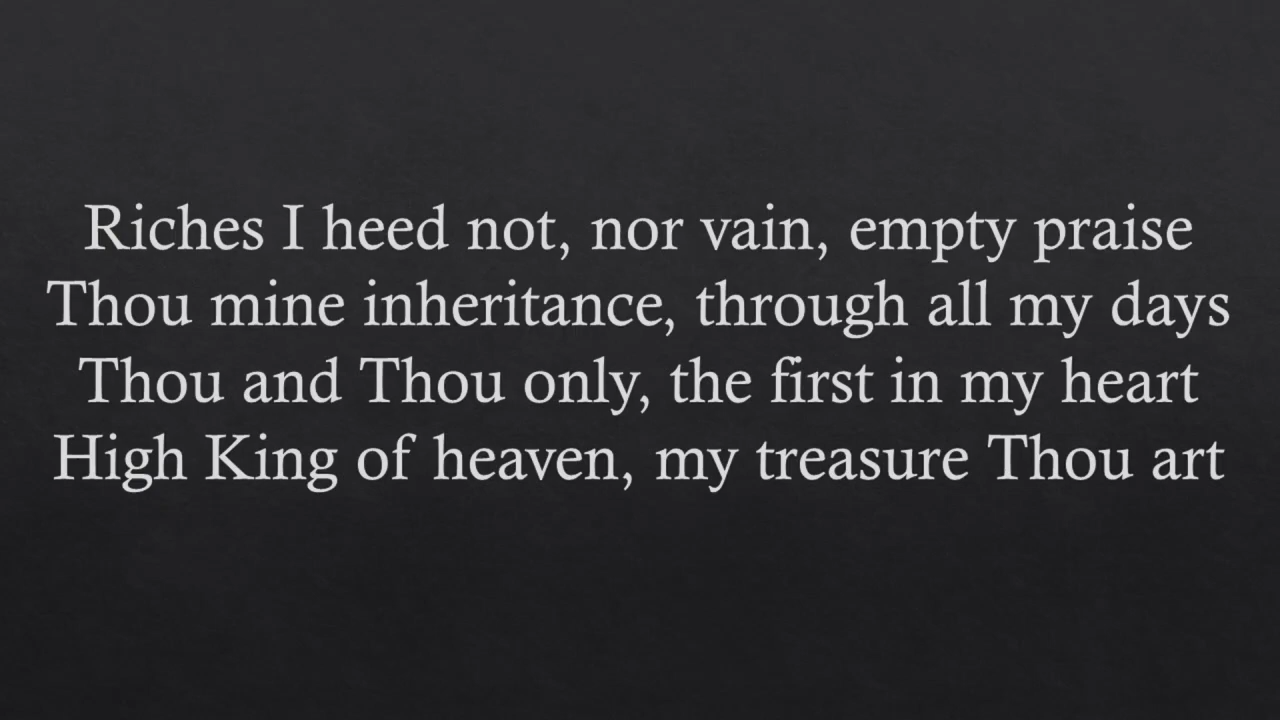 Riches I heed not, nor vain, empty praise
Thou mine inheritance, through all my days
Thou and Thou only, the first in my heart
High King of heaven, my treasure Thou art